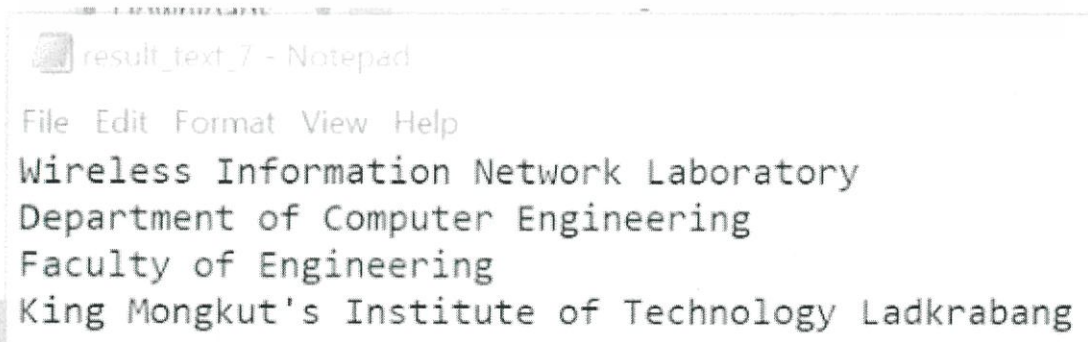 result_text_7 - Notepad
File Edit Format View Help
Wireless Information Network Laboratory
Department of Computer Engineering
Faculty of Engineering
King Mongkut's Institute of Technology Ladkrabang